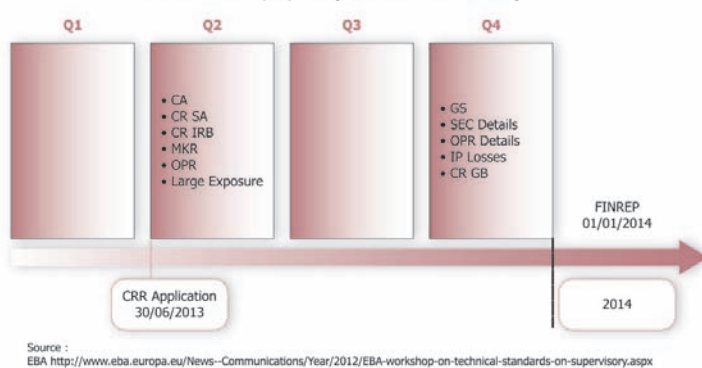 Q1
Q2
Q3
Q4
• CA
• CR SA
• CR IRB
• MKR
• OPR
• Large Exposure
• GS
• SEC Details
• OPR Details
• IP Losses
• CR GB
FINREP
01/01/2014
CRR Application
30/06/2013
2014
Source :
EBA http://www.eba.europa.eu/News--Communications/Year/2012/EBA-workshop-on-technical-standards-on-supervisory.aspx